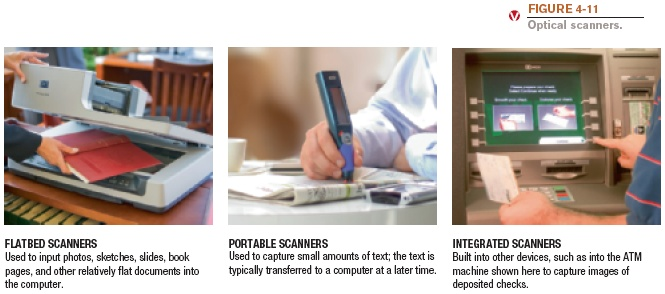 FIGURE 4-11
Optical scanners.
FLATBED SCANNERS
Used to input photos, sketches, slides, book
pages, and other relatively flat documents into
the computer.
PORTABLE SCANNERS
Used to capture small amounts of text; the text is
typically transferred to a computer at a later time.
INTEGRATED SCANNERS
Built into other devices, such as into the ATM
machine shown here to capture images of
deposited checks.